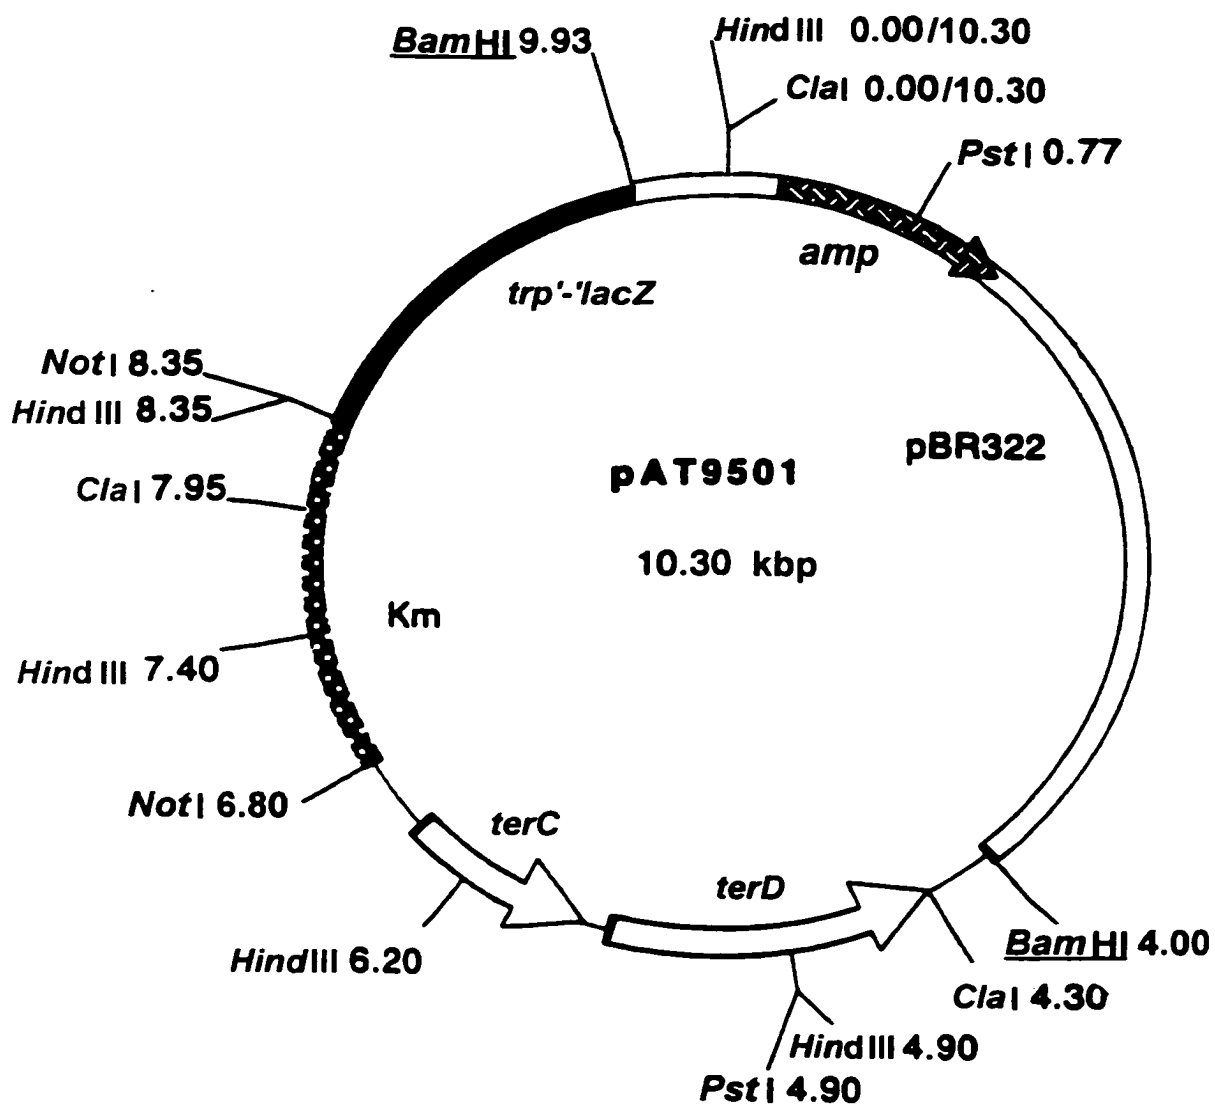 HindIII 0.00/10.30
BamHI 9.93
ClaI 0.00/10.30
PstI 0.77
amp
trp'-'lacZ
NotI 8.35
HindIII 8.35
pBR322
pAT9501
ClaI 7.95
10.30 kbp
Km
HindIII 7.40
NotI 6.80
terC
terD
BamHI 4.00
HindIII 6.20
ClaI 4.30
HindIII 4.90
PstI 4.90